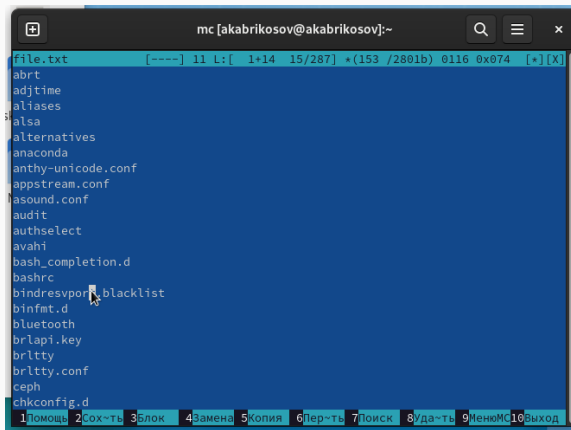 mc [akabrikosov@akabrikosov]:~
file.txt [----] 11 L:[ 1+14 15/287] *(153 /2801b) 0116 0x074 [*][X]
abrt
adjtime
aliases
alsa
alternatives
anaconda
anthy-unicode.conf
appstream.conf
asound.conf
audit
authselect
avahi
bash_completion.d
bashrc
bindresvport.blacklist
binfmt.d
bluetooth
brlapi.key
brltty
brltty.conf
ceph
chkconfig.d
1Помощь 2Сох~ть 3Блок 4Замена 5Копия 6Пер~ть 7Поиск 8Уда~ть 9МенюMC 10Выход